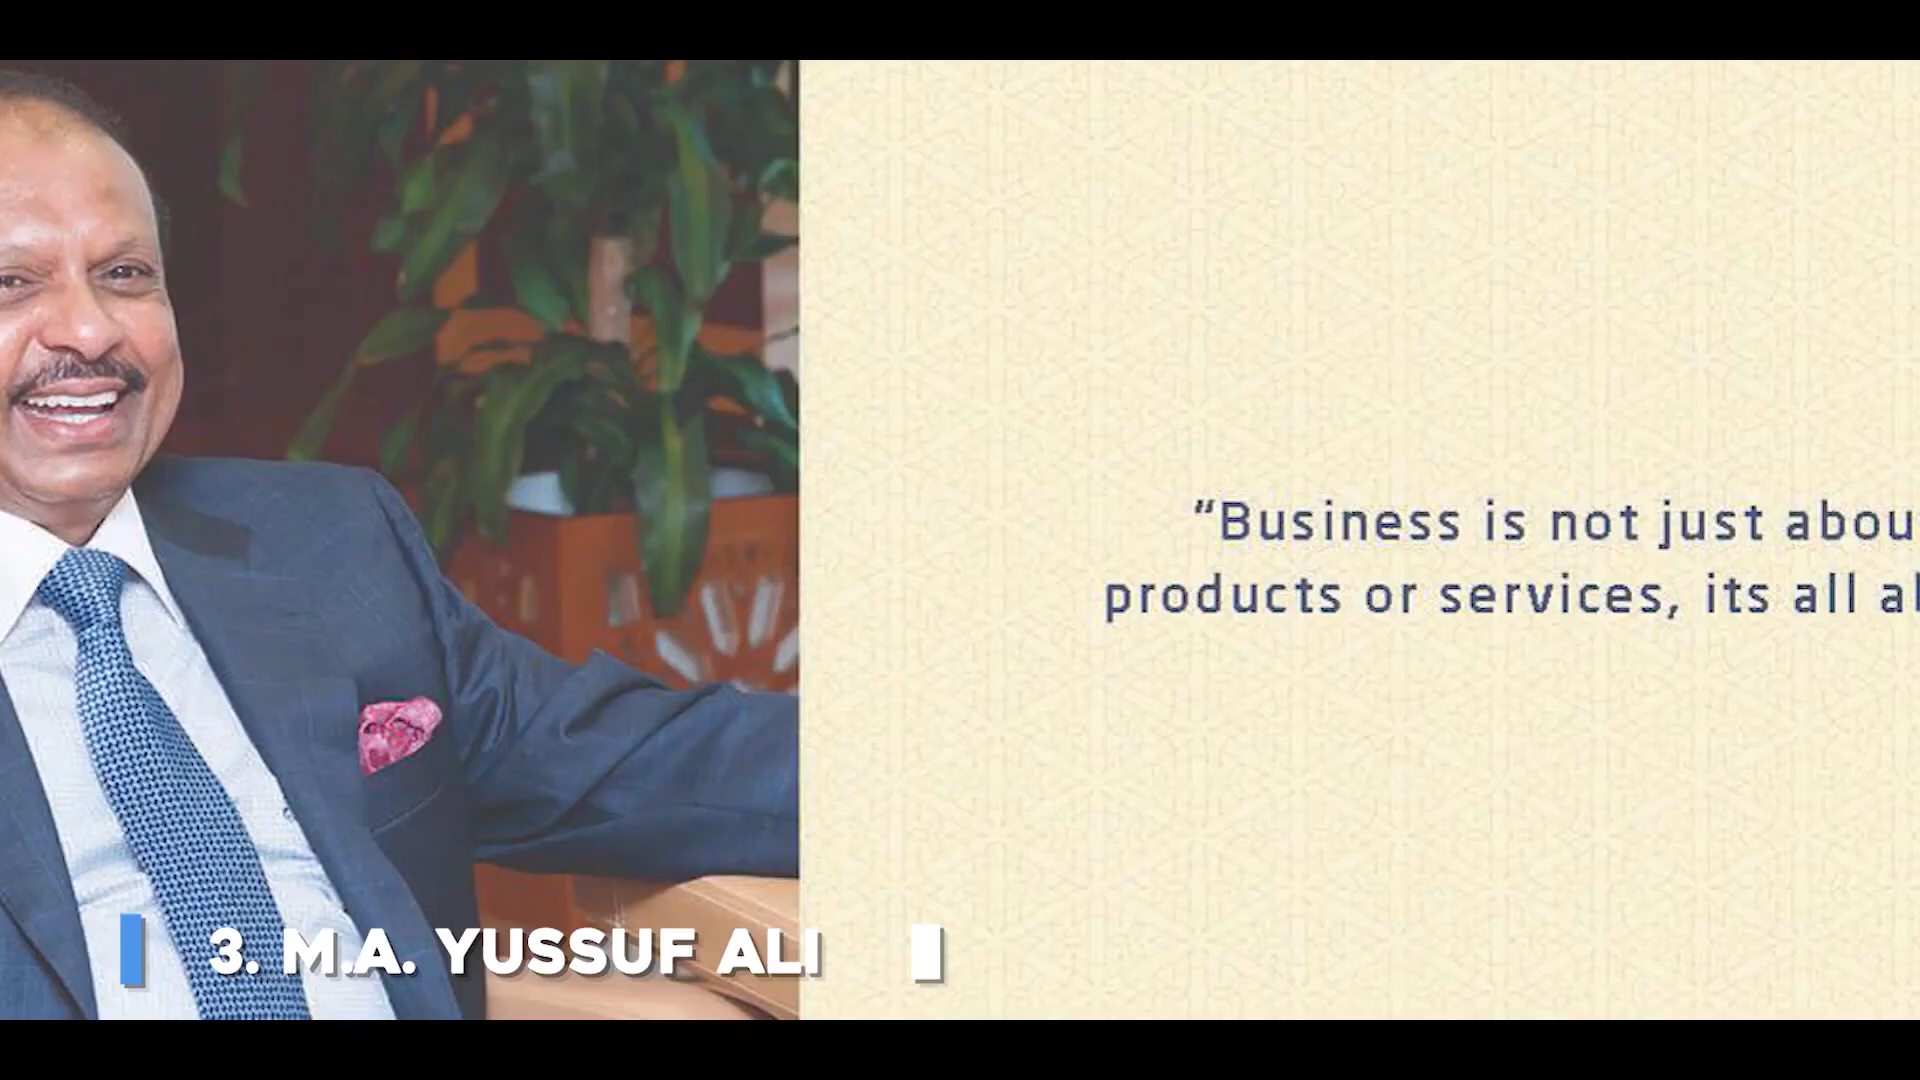 “Business is not just abou
products or services, its all
3. M.A. YUSSUF ALI